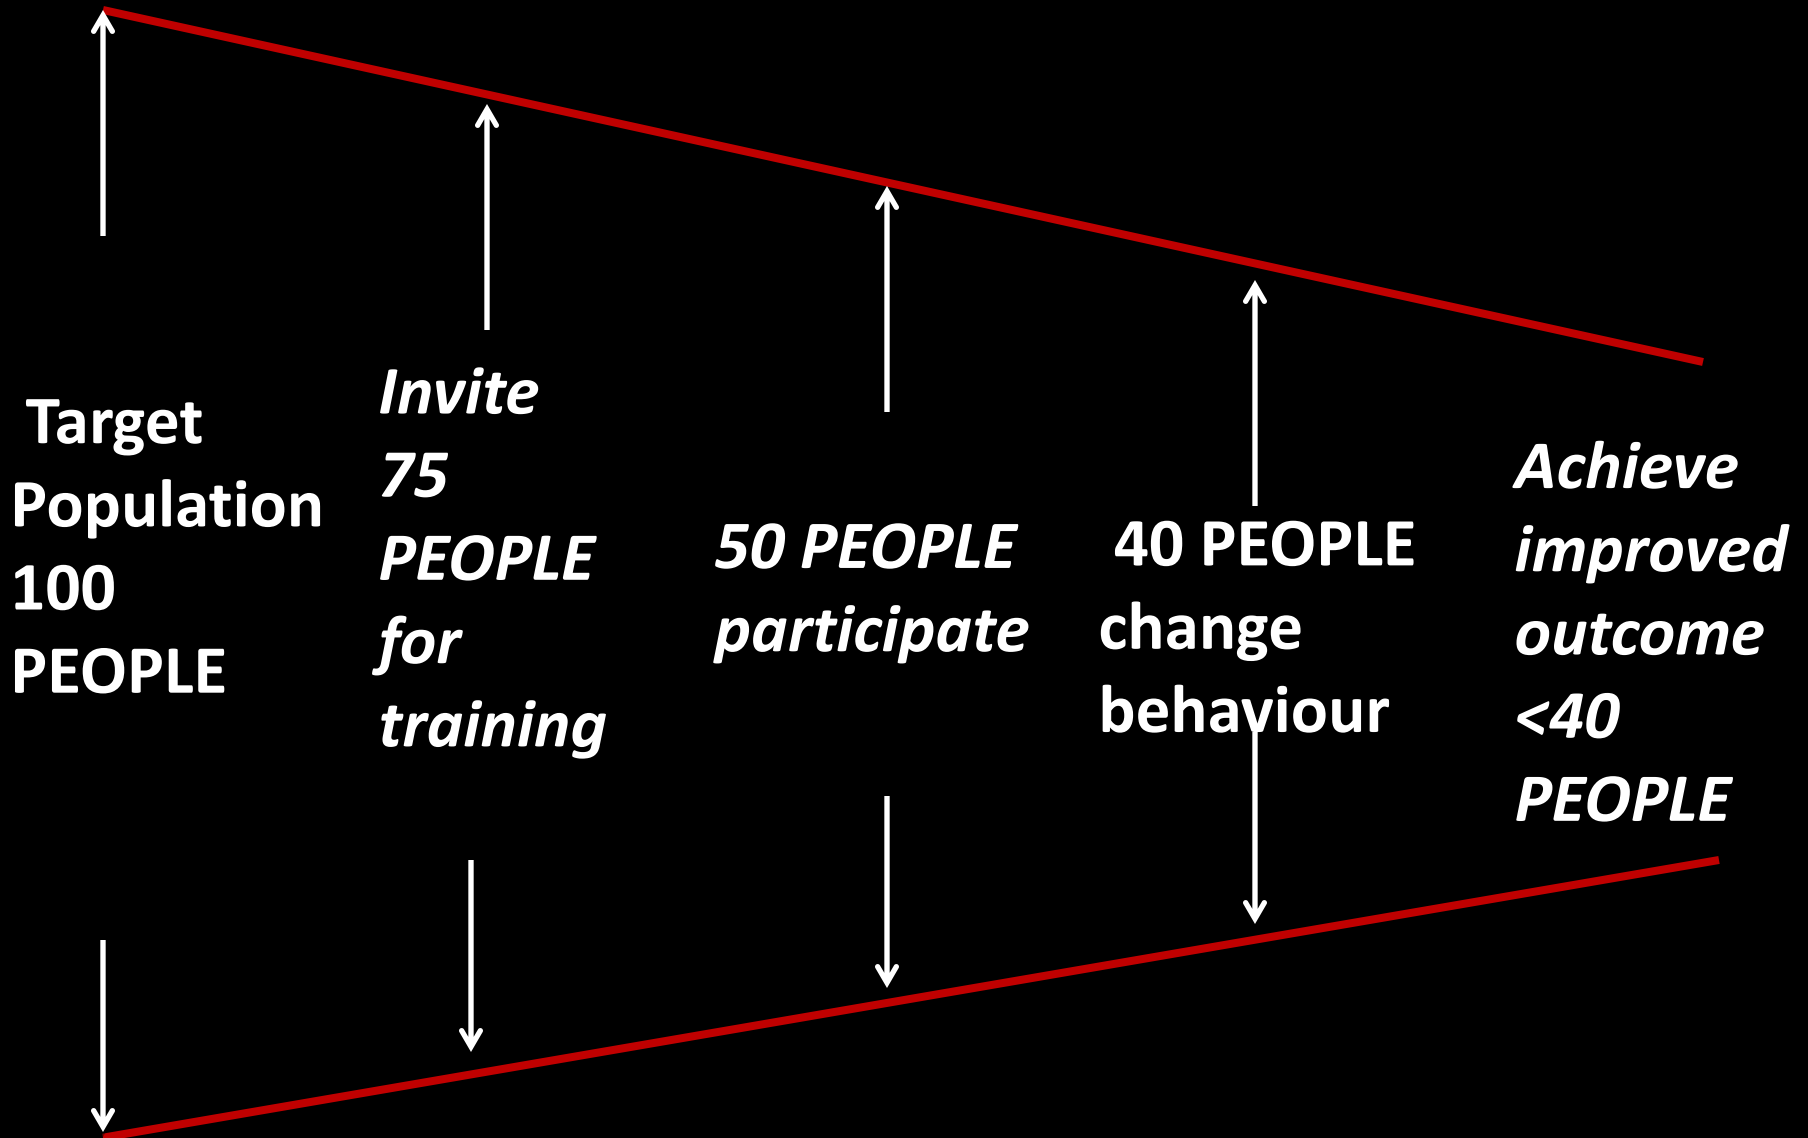 Target
Population
100
PEOPLE
Invite
75
PEOPLE
for
training
50 PEOPLE
participate
40 PEOPLE
change
behaviour
Achieve
improved
outcome
<40
PEOPLE